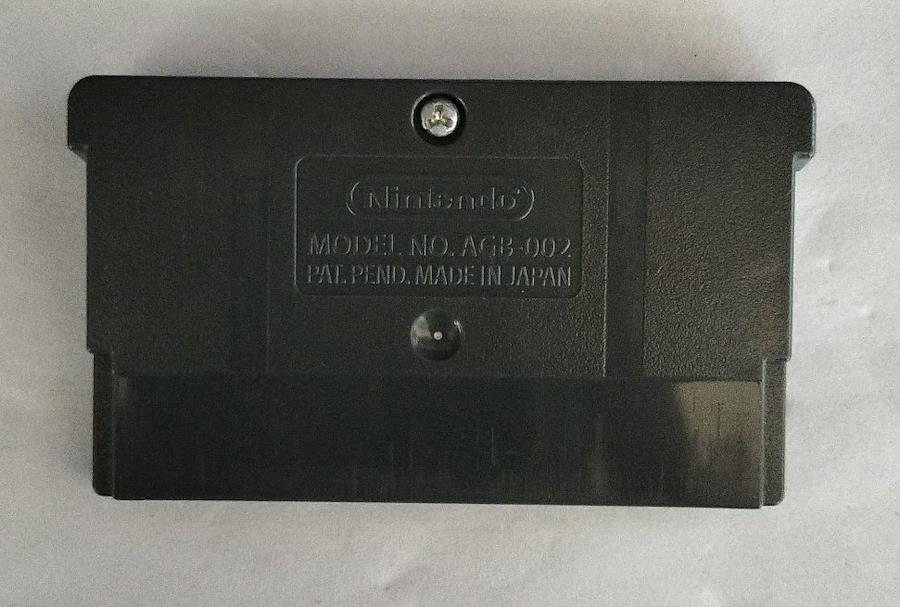 Nintendo®
MODEL NO. AGB-002
PAT. PEND. MADE IN JAPAN